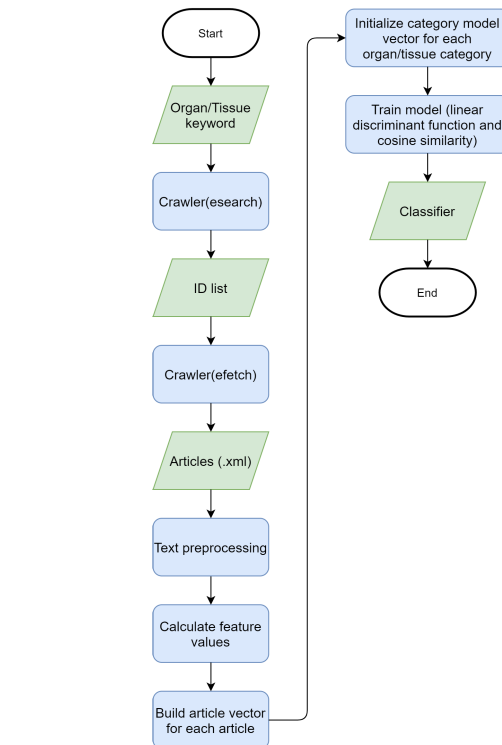 Start
Organ/Tissue
keyword
Crawler(esearch)
ID list
Crawler(efetch)
Articles (.xml)
Text preprocessing
Calculate feature
values
Build article vector
for each article
Initialize category model
vector for each
organ/tissue category
Train model (linear
discriminant function and
cosine similarity)
Classifier
End